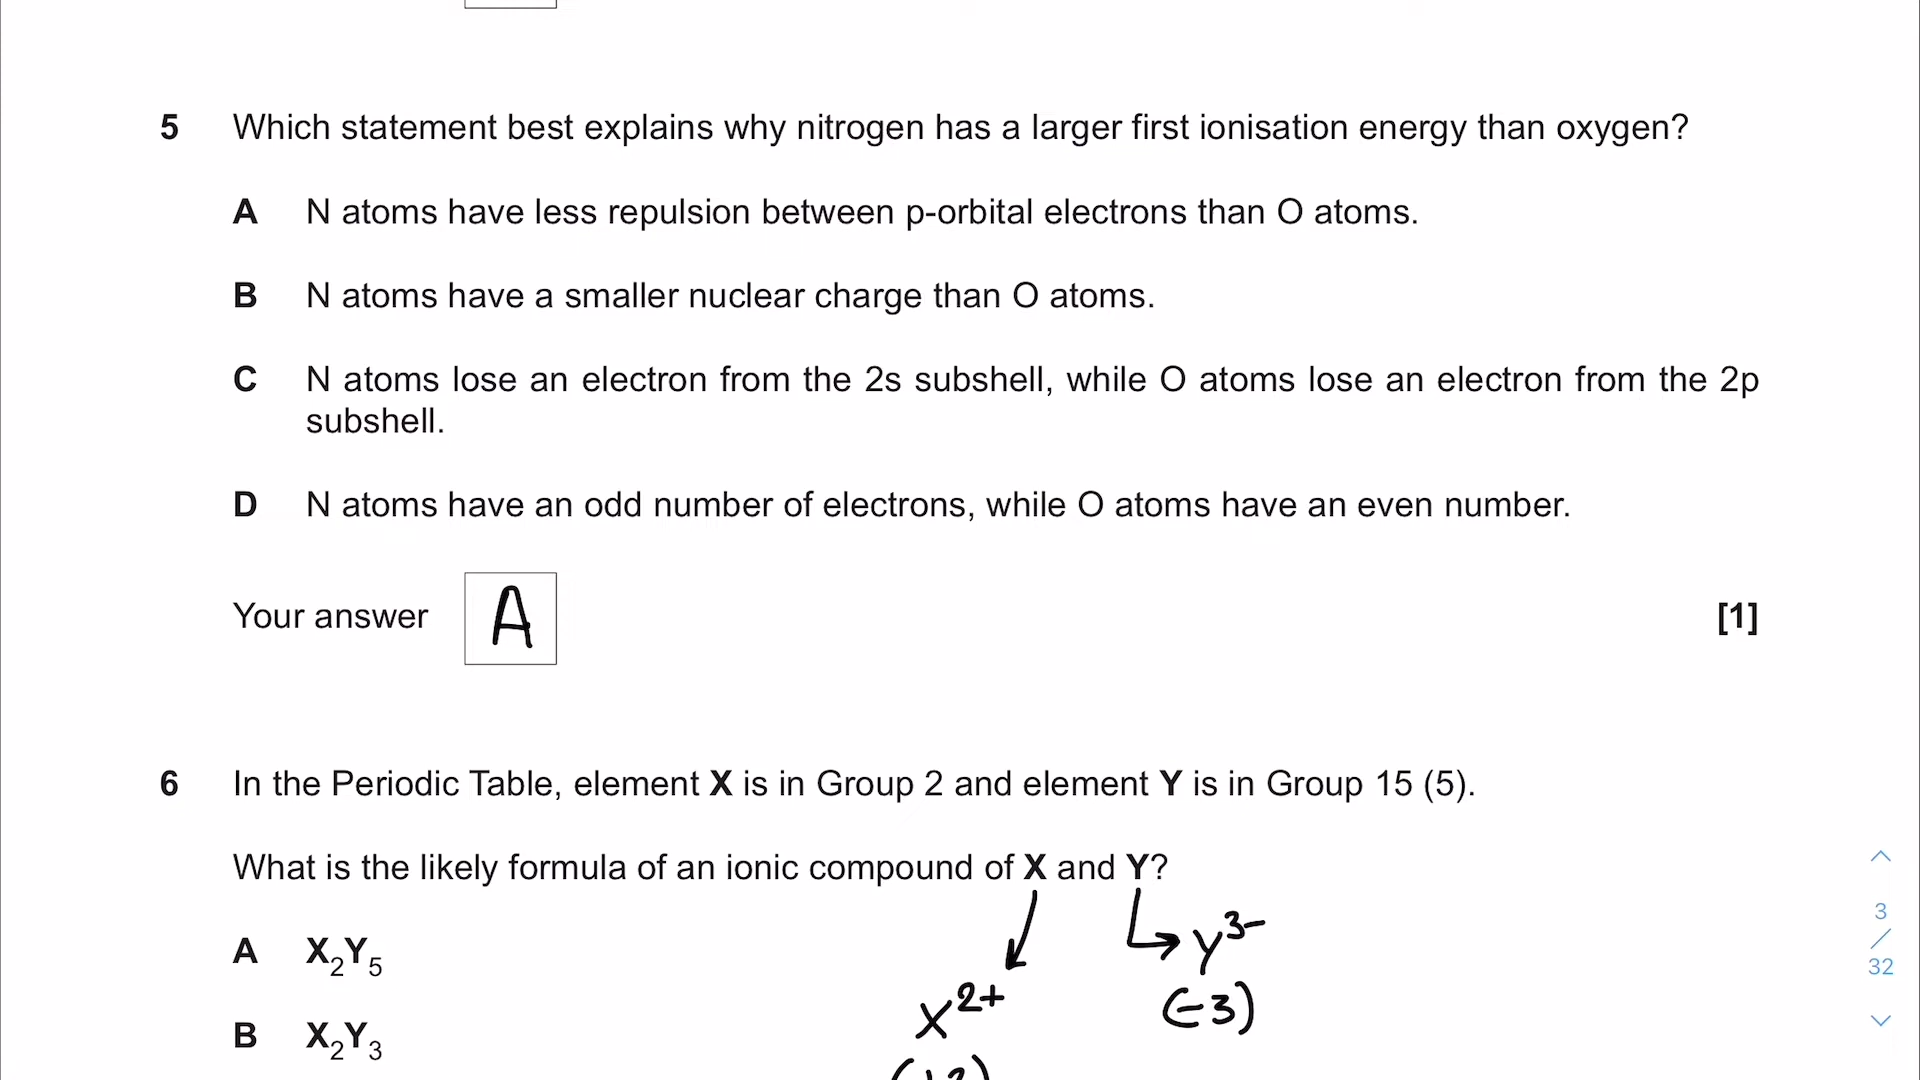 5 Which statement best explains why nitrogen has a larger first ionisation energy than oxygen?
A N atoms have less repulsion between p-orbital electrons than O atoms.
B N atoms have a smaller nuclear charge than O atoms.
C N atoms lose an electron from the 2s subshell, while O atoms lose an electron from the 2p
subshell.
D N atoms have an odd number of electrons, while O atoms have an even number.
Your answer A [1]
6 In the Periodic Table, element X is in Group 2 and element Y is in Group 15 (5).
What is the likely formula of an ionic compound of X and Y?
A X₂Y₅
y³⁻
x²⁺
(-3)
B X₂Y₃
3
/
32